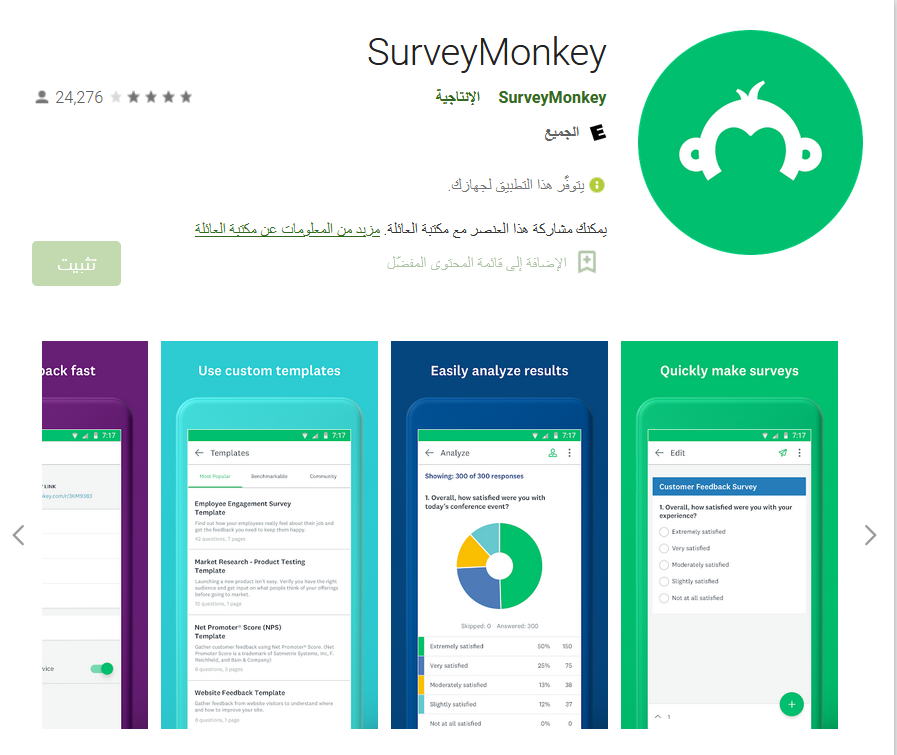 SurveyMonkey
SurveyMonkey الإنتاجية
24,276
الجميع
يتوفّر هذا التطبيق لجهازك.
يمكنك مشاركة هذا العنصر مع مكتبة العائلة. مزيد من المعلومات عن مكتبة العائلة
الإضافة إلى قائمة المحتوى المفضّل
تثبيت
Quickly make surveys
7:17
Edit
Customer Feedback Survey
1. Overall, how satisfied were you with your
experience?
Extremely satisfied
Very satisfied
Moderately satisfied
Slightly satisfied
Not at all satisfied
1
Easily analyze results
7:17
Analyze
Showing: 300 of 300 responses
1. Overall, how satisfied were you with
today's conference event?
Skipped: 0 Answered: 300
Extremely satisfied 50% 150
Very satisfied 25% 75
Moderately satisfied 13% 38
Slightly satisfied 12% 37
Not at all satisfied 0% 0
Use custom templates
7:17
Templates
Most Popular Benchmarkable Community
Employee Engagement Survey
Template
Find out how your employees really feel about their job and
get the feedback you need to keep them happy.
42 questions, 7 pages
Market Research - Product Testing
Template
Launching a new product isn't easy. Verify you have the right
audience and get input on what people think of your offerings
before going to market.
10 questions, 1 page
Net Promoter® Score (NPS)
Template
Gather customer feedback using Net Promoter® Score. (Net
Promoter Score is a trademark of Satmetrix Systems, Inc, F.
Reichheld, and Bain & Company)
8 questions, 3 pages
Website Feedback Template
Gather feedback from website visitors to understand where
and how to improve your site.
8 questions, 1 page
back fast
7:17
LINK